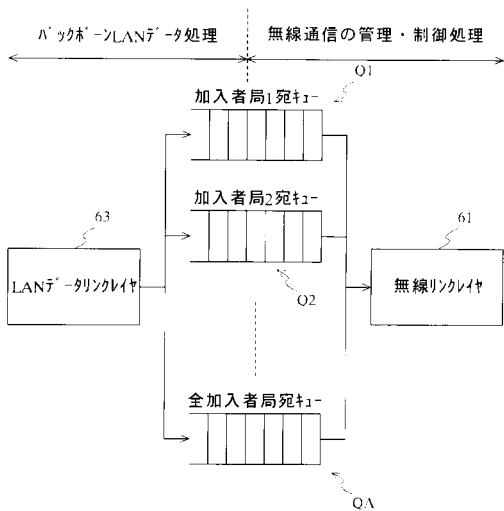 ﾊﾞｯｸﾎﾞｰﾝLANﾃﾞｰﾀ処理
無線通信の管理・制御処理
Q1
加入者局1宛ｷｭｰ
加入者局2宛ｷｭｰ
63
61
LANﾃﾞｰﾀﾘﾝｸﾚｲﾔ
無線ﾘﾝｸﾚｲﾔ
Q2
全加入者局宛ｷｭｰ
QA